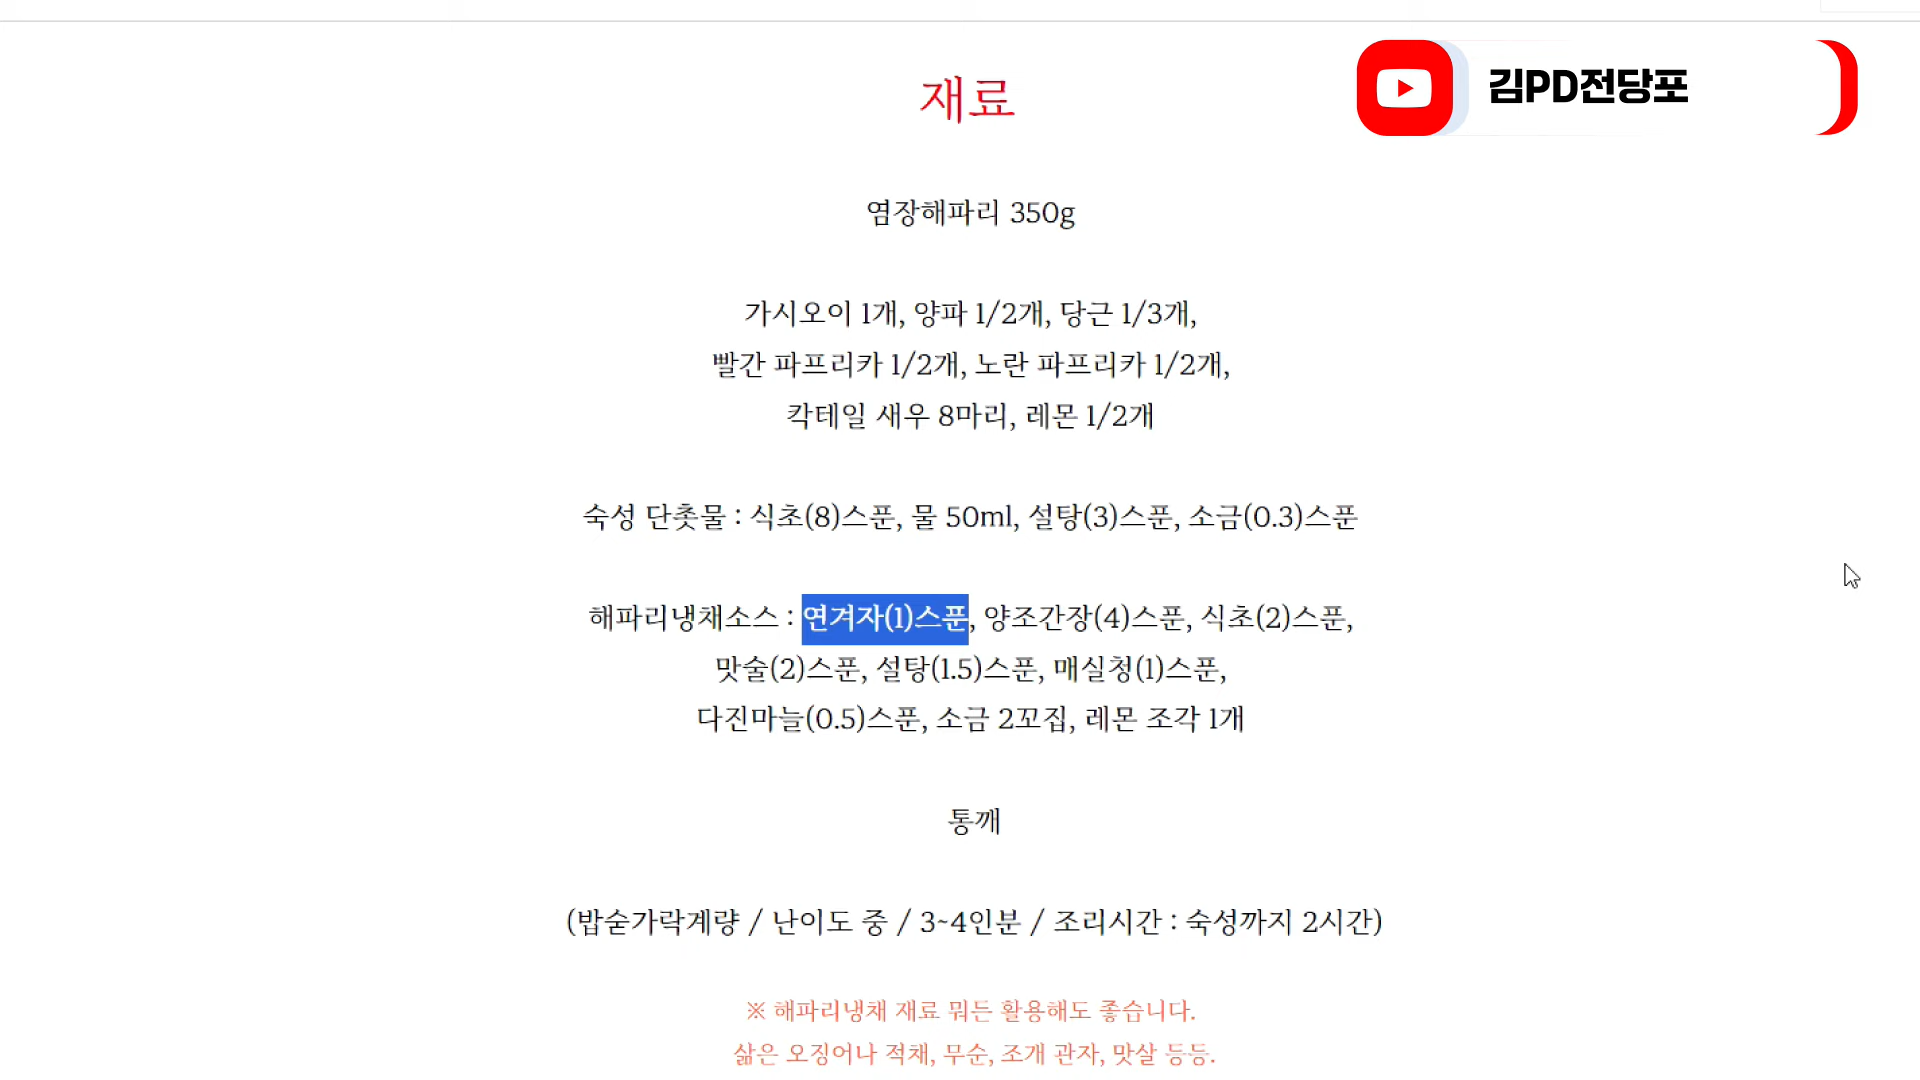 재료
김PD전당포
염장해파리 350g
가시오이 1개, 양파 1/2개, 당근 1/3개,
빨간 파프리카 1/2개, 노란 파프리카 1/2개,
칵테일 새우 8마리, 레몬 1/2개
숙성 단촛물 : 식초(8)스푼, 물 50ml, 설탕(3)스푼, 소금(0.3)스푼
해파리냉채소스 : 연겨자(1)스푼, 양조간장(4)스푼, 식초(2)스푼,
맛술(2)스푼, 설탕(1.5)스푼, 매실청(1)스푼,
다진마늘(0.5)스푼, 소금 2꼬집, 레몬 조각 1개
통깨
(밥숟가락계량 / 난이도 중 / 3~4인분 / 조리시간 : 숙성까지 2시간)
※ 해파리냉채 재료 뭐든 활용해도 좋습니다.
삶은 오징어나 적채, 무순, 조개 관자, 맛살 등등.